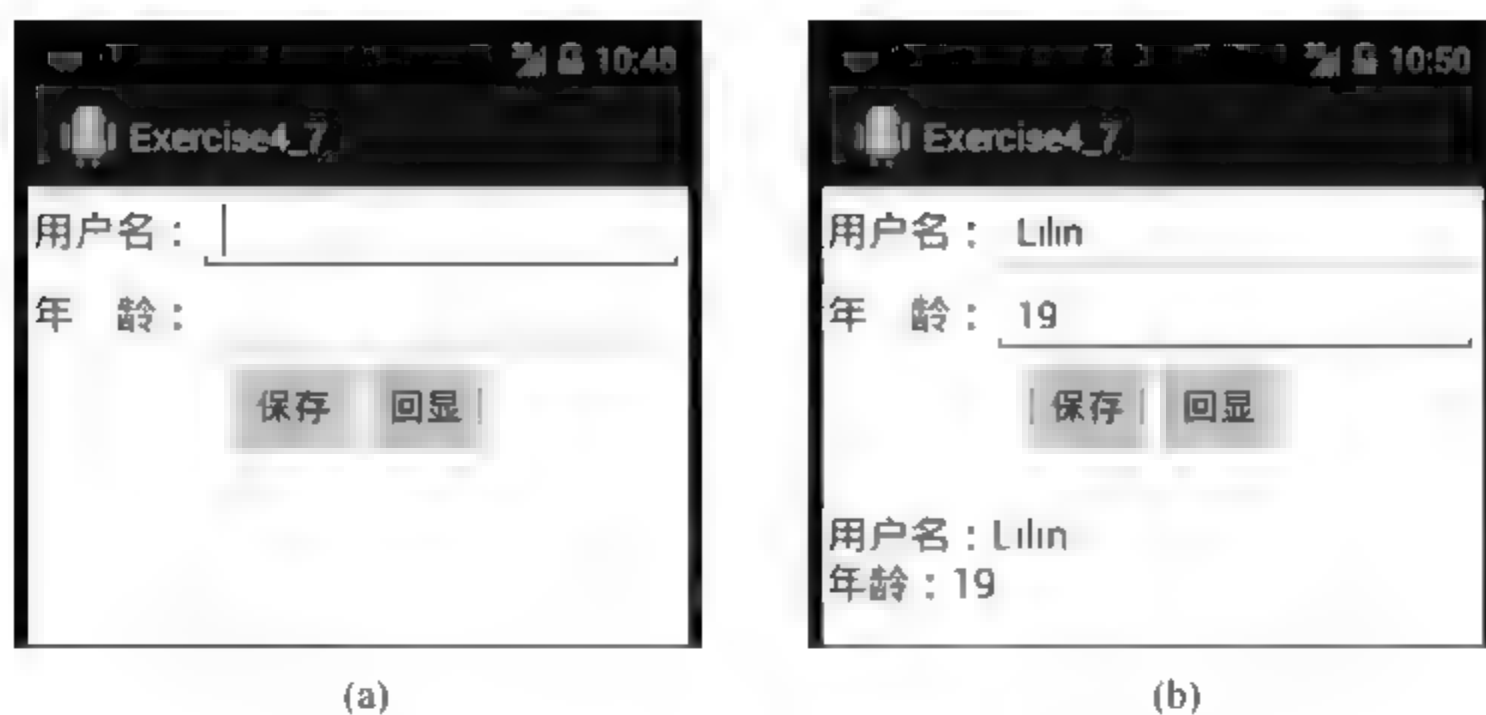 10:48
Exercise4_7
用户名：
年 龄：
保存 回显
(a)
10:50
Exercise4_7
用户名： Lilin
年 龄： 19
保存 回显
用户名：Lilin
年龄：19
(b)